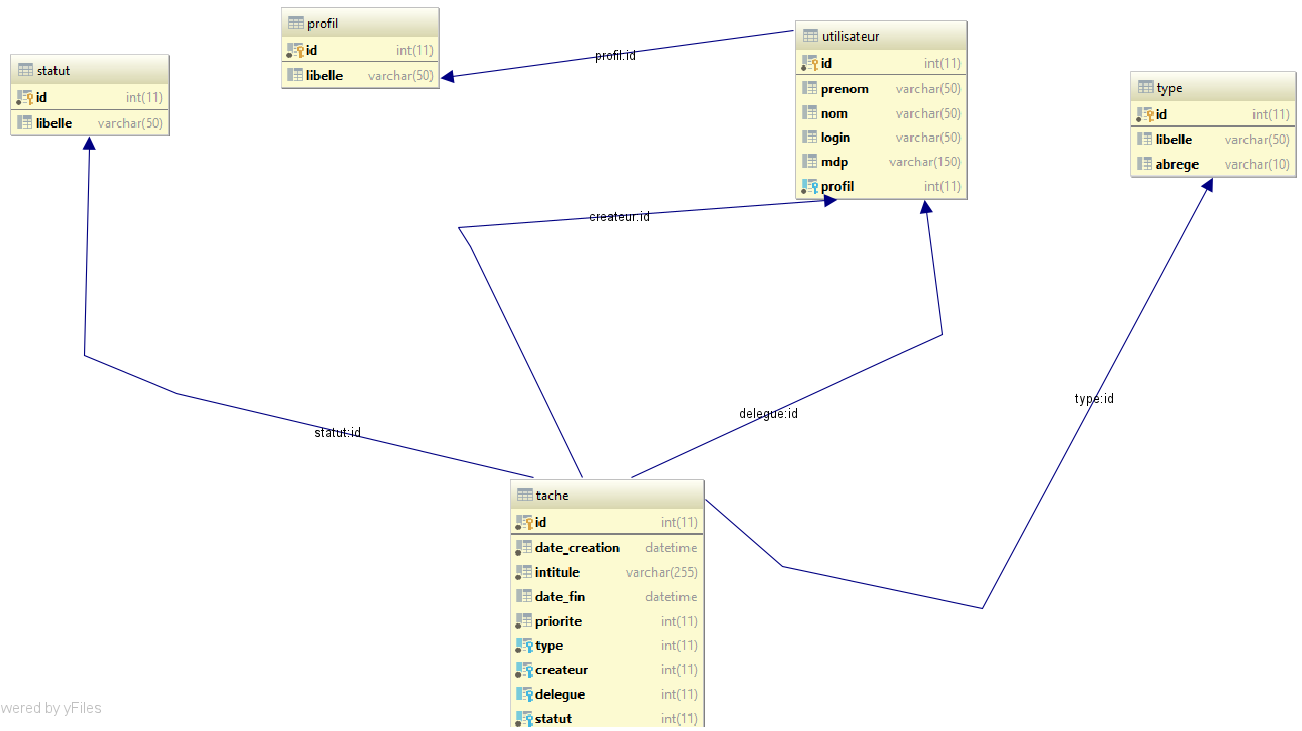 profil
id int(11)
libelle varchar(50)
statut
id int(11)
libelle varchar(50)
profil:id
utilisateur
id int(11)
prenom varchar(50)
nom varchar(50)
login varchar(50)
mdp varchar(150)
profil int(11)
type
id int(11)
libelle varchar(50)
abrege varchar(10)
createur:id
statut:id
delegue:id
type:id
tache
id int(11)
date_creation datetime
intitule varchar(255)
date_fin datetime
priorite int(11)
type int(11)
createur int(11)
delegue int(11)
statut int(11)
wered by yFiles